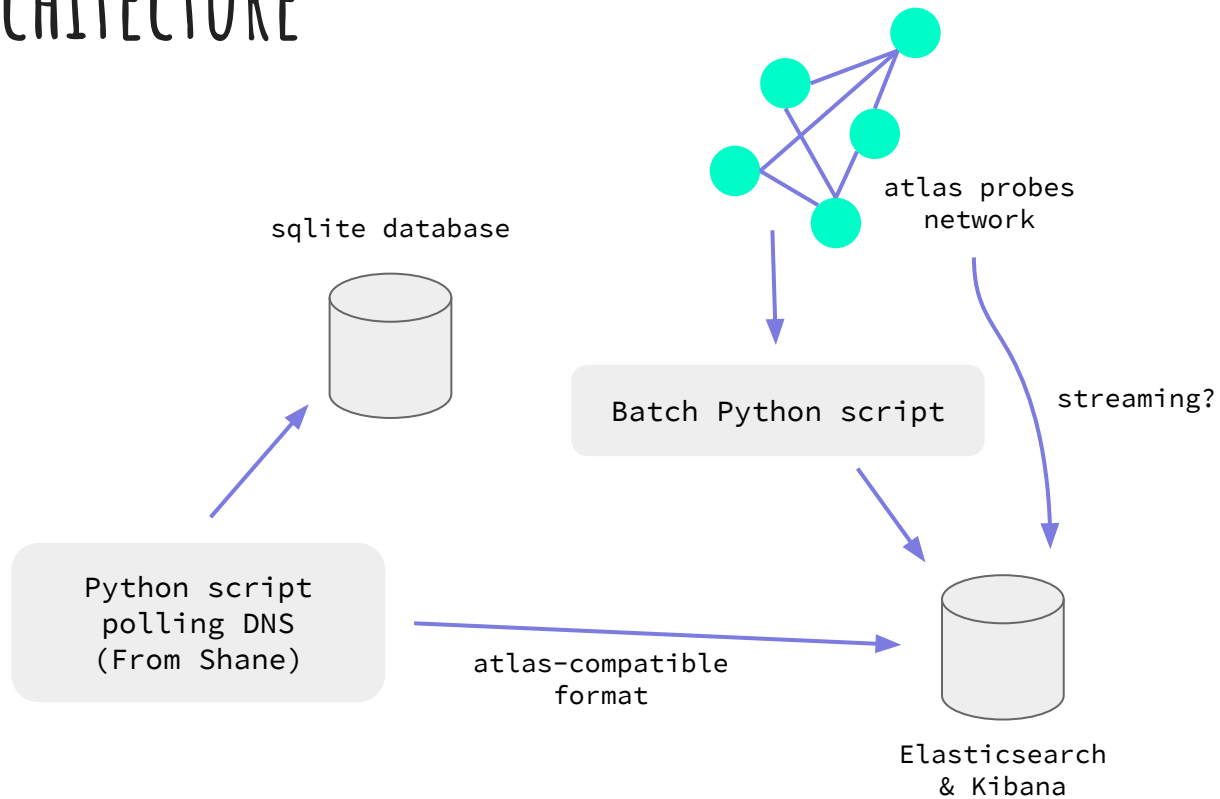 CHITECTURE
atlas probes
network
sqlite database
streaming?
Batch Python script
Python script
polling DNS
(From Shane)
atlas-compatible
format
Elasticsearch
& Kibana